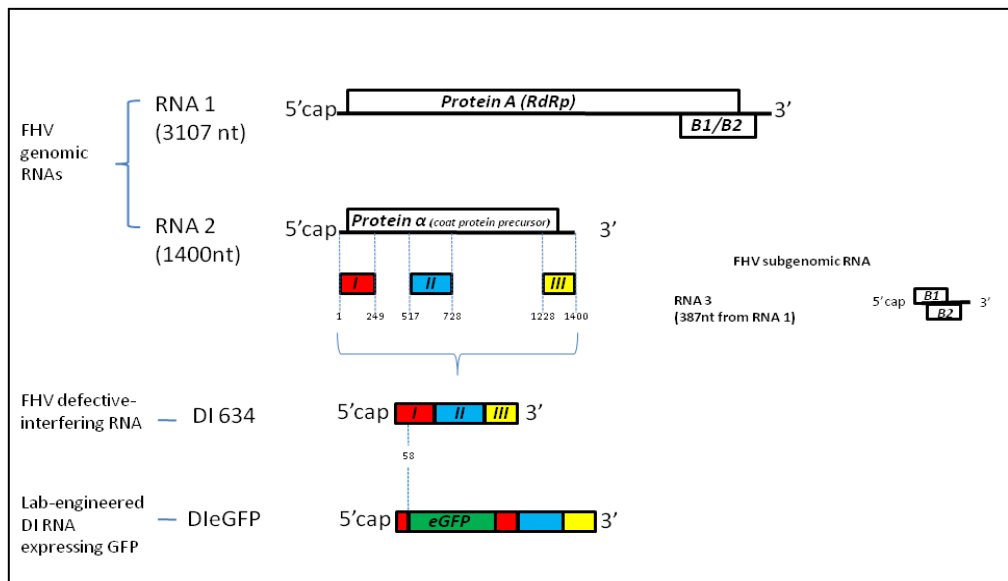 RNA 1
(3107 nt)
5'cap
Protein A (RdRp)
3'
B1/B2
FHV
genomic
RNAs
RNA 2
(1400nt)
5'cap
Protein α (coat protein precursor)
3'
I
II
III
1 249 517 728 1228 1400
FHV subgenomic RNA
RNA 3
(387nt from RNA 1)
5'cap
B1
3'
B2
FHV defective-
interfering RNA
DI 634
5'cap
I
II
III
3'
58
Lab-engineered
DI RNA
expressing GFP
DIeGFP
5'cap
eGFP
3'